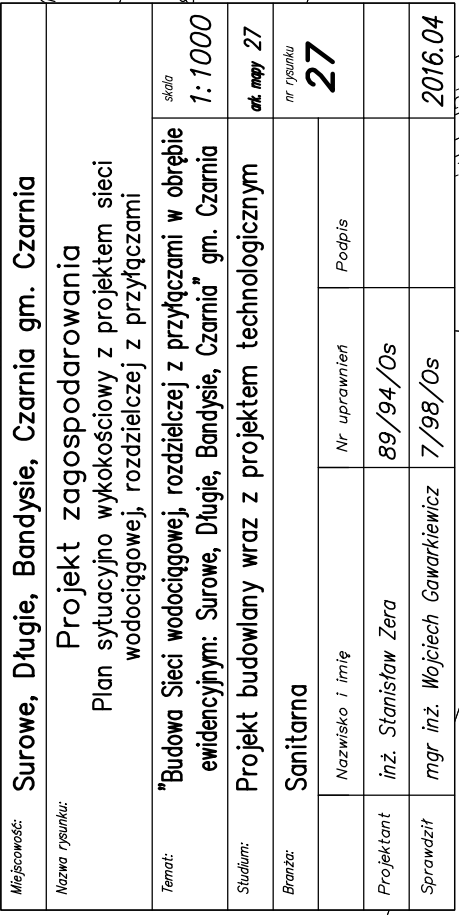 Miejscowość: Surowe, Długie, Bandysie, Czarnia gm. Czarnia
Nazwa rysunku: Projekt zagospodarowania
Plan sytuacyjno wykokościowy z projektem sieci
wodociągowej, rozdzielczej z przyłączami
Temat: "Budowa Sieci wodociągowej, rozdzielczej z przyłączami w obrębie
ewidencyjnym: Surowe, Długie, Bandysie, Czarnia" gm. Czarnia
skala
1:1000
Studium: Projekt budowlany wraz z projektem technologicznym
ark. mapy 27
Branża: Sanitarna
nr rysunku
27
Nazwisko i imię Nr uprawnień Podpis
Projektant inż. Stanisław Zera 89/94/Os
Sprawdził mgr inż. Wojciech Gawarkiewicz 7/98/Os 2016.04